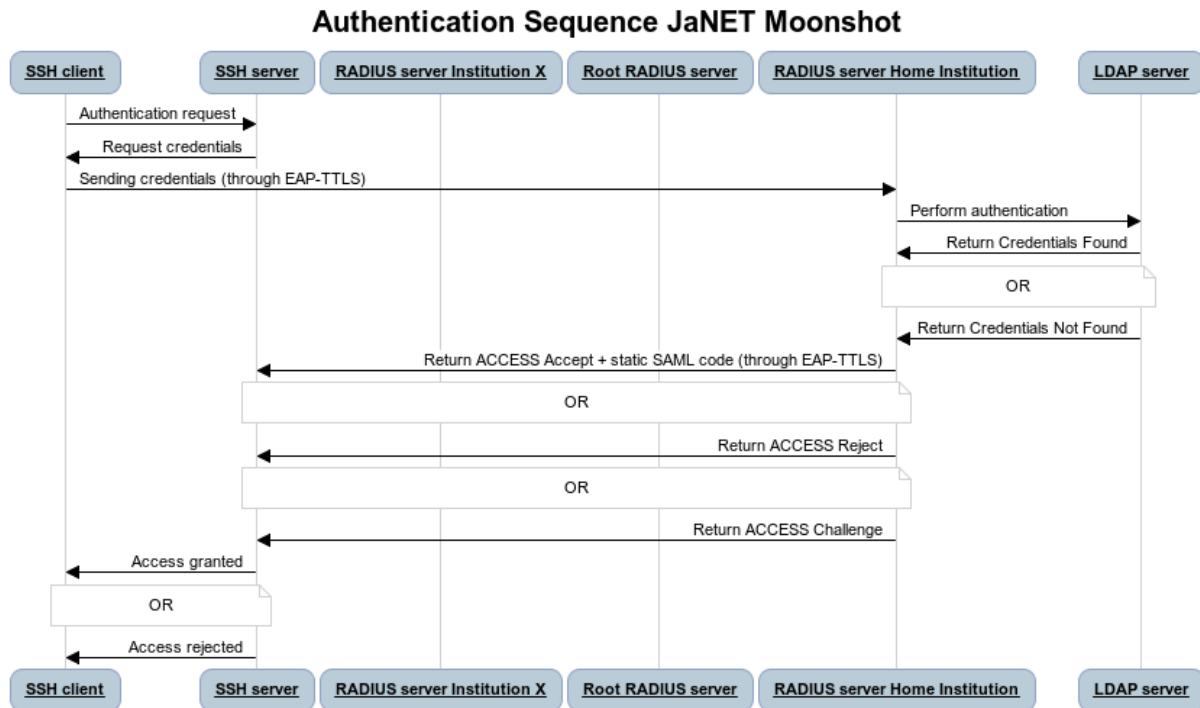 Authentication Sequence JaNET Moonshot
SSH client
SSH server
RADIUS server Institution X
Root RADIUS server
RADIUS server Home Institution
LDAP server
Authentication request
Request credentials
Sending credentials (through EAP-TTLS)
Perform authentication
Return Credentials Found
OR
Return Credentials Not Found
Return ACCESS Accept + static SAML code (through EAP-TTLS)
OR
Return ACCESS Reject
OR
Return ACCESS Challenge
Access granted
OR
Access rejected
SSH client
SSH server
RADIUS server Institution X
Root RADIUS server
RADIUS server Home Institution
LDAP server